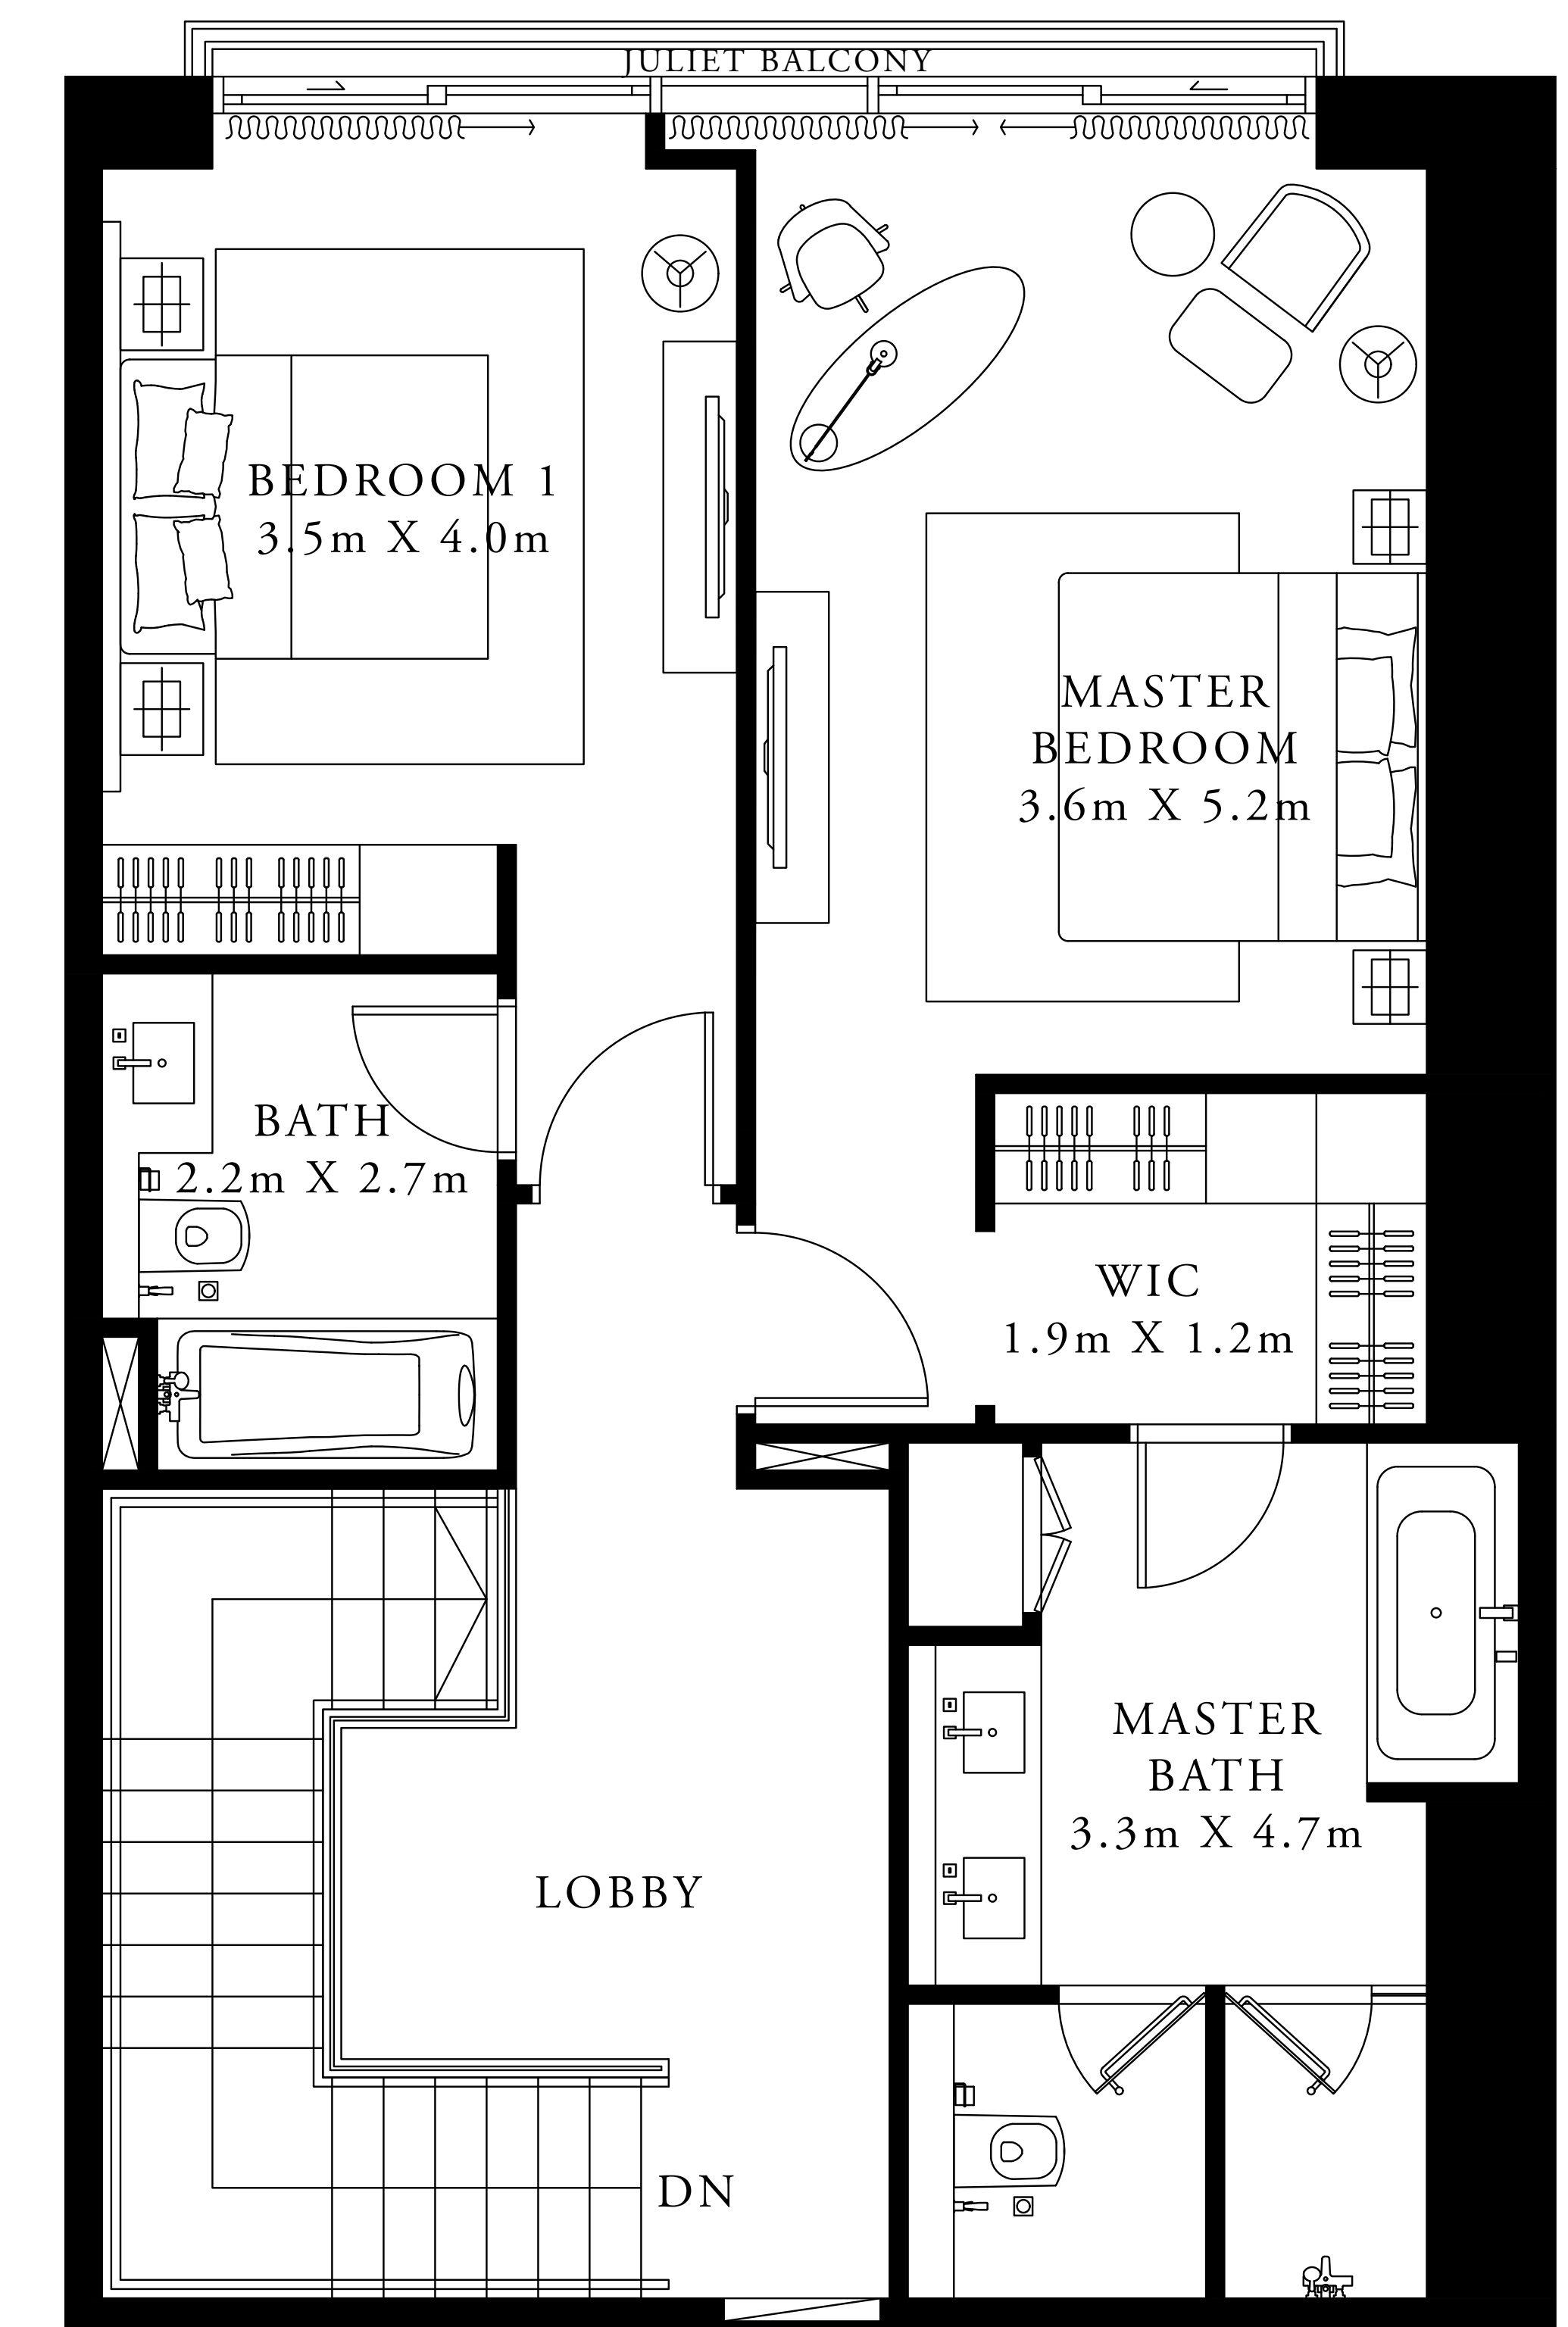 JULIET BALCONY
BEDROOM 1
3.5m X 4.0m
MASTER
BEDROOM
3.6m X 5.2m
BATH
2.2m X 2.7m
WIC
1.9m X 1.2m
MASTER
BATH
3.3m X 4.7m
LOBBY
DN